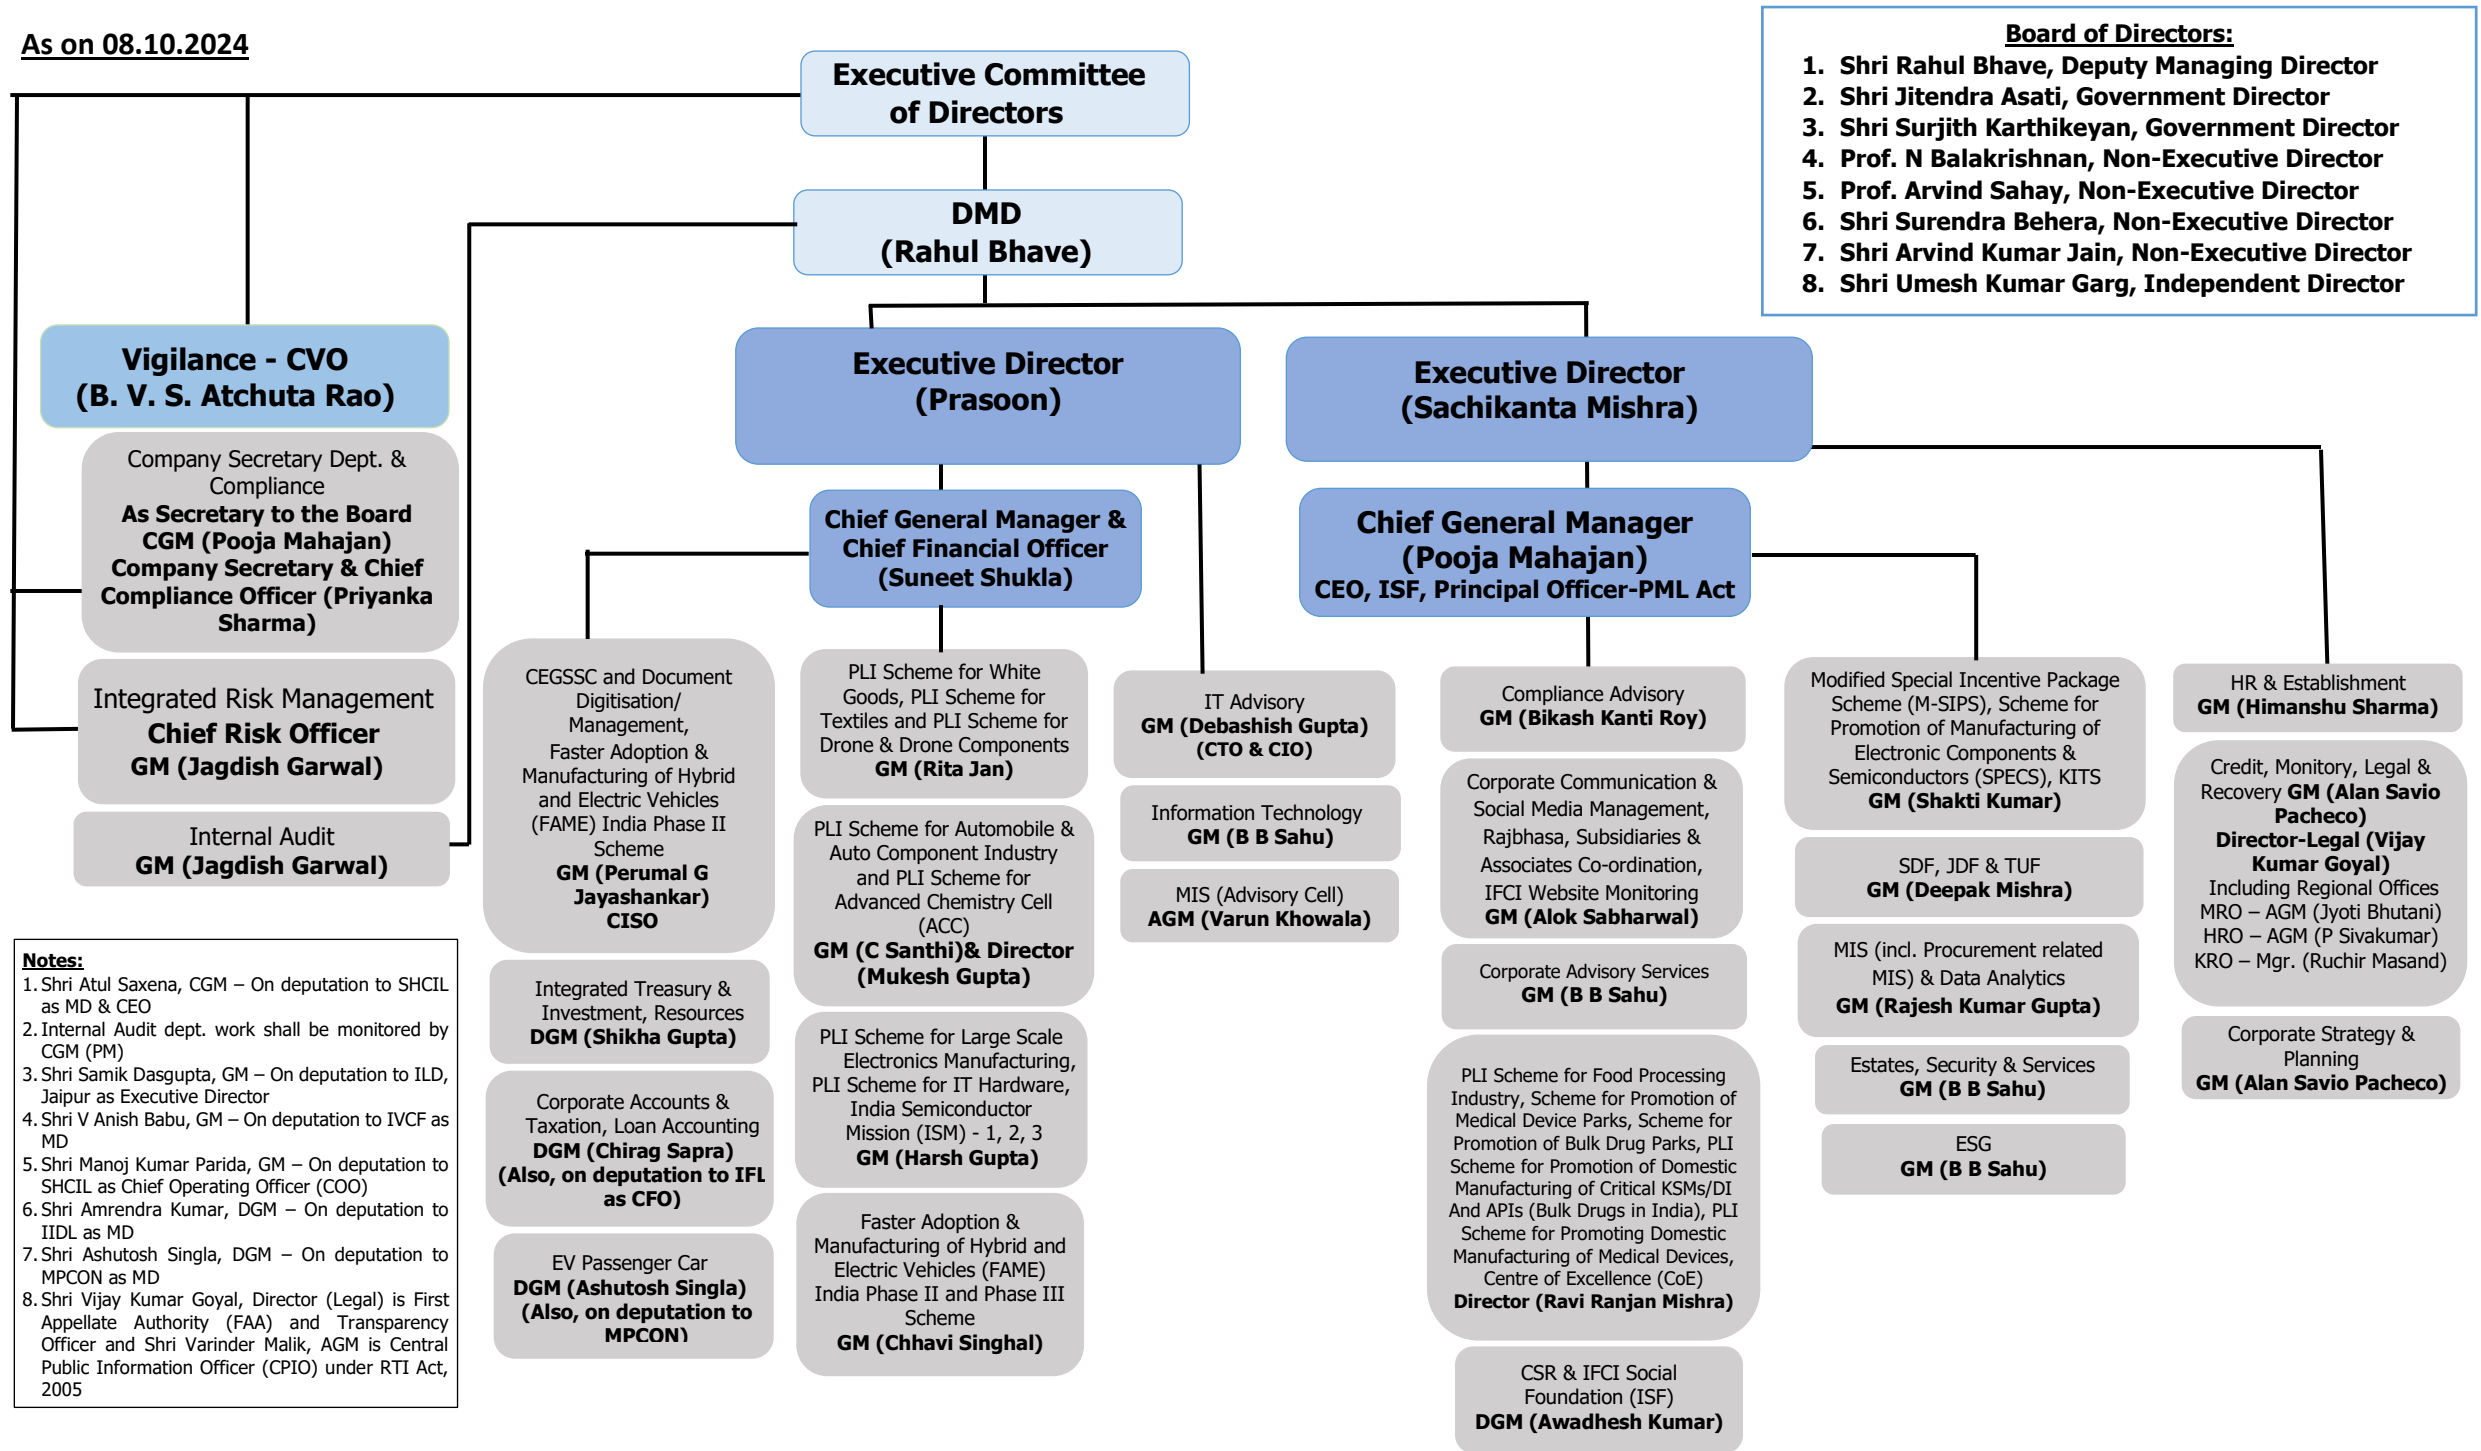 As on 08.10.2024
Executive Committee
of Directors
Board of Directors:
1. Shri Rahul Bhave, Deputy Managing Director
2. Shri Jitendra Asati, Government Director
3. Shri Surjith Karthikeyan, Government Director
4. Prof. N Balakrishnan, Non-Executive Director
5. Prof. Arvind Sahay, Non-Executive Director
6. Shri Surendra Behera, Non-Executive Director
7. Shri Arvind Kumar Jain, Non-Executive Director
8. Shri Umesh Kumar Garg, Independent Director
DMD
(Rahul Bhave)
Vigilance - CVO
(B. V. S. Atchuta Rao)
Executive Director
(Prasoon)
Executive Director
(Sachikanta Mishra)
Company Secretary Dept. &
Compliance
As Secretary to the Board
CGM (Pooja Mahajan)
Company Secretary & Chief
Compliance Officer (Priyanka
Sharma)
Integrated Risk Management
Chief Risk Officer
GM (Jagdish Garwal)
Internal Audit
GM (Jagdish Garwal)
Chief General Manager &
Chief Financial Officer
(Suneet Shukla)
Chief General Manager
(Pooja Mahajan)
CEO, ISF, Principal Officer-PML Act
CEGSSC and Document
Digitisation/
Management,
Faster Adoption &
Manufacturing of Hybrid
and Electric Vehicles
(FAME) India Phase II
Scheme
GM (Perumal G
Jayashankar)
CISO
Integrated Treasury &
Investment, Resources
DGM (Shikha Gupta)
Corporate Accounts &
Taxation, Loan Accounting
DGM (Chirag Sapra)
(Also, on deputation to IFL
as CFO)
EV Passenger Car
DGM (Ashutosh Singla)
(Also, on deputation to
MPCON)
PLI Scheme for White
Goods, PLI Scheme for
Textiles and PLI Scheme for
Drone & Drone Components
GM (Rita Jan)
PLI Scheme for Automobile &
Auto Component Industry
and PLI Scheme for
Advanced Chemistry Cell
(ACC)
GM (C Santhi)& Director
(Mukesh Gupta)
PLI Scheme for Large Scale
Electronics Manufacturing,
PLI Scheme for IT Hardware,
India Semiconductor
Mission (ISM) - 1, 2, 3
GM (Harsh Gupta)
Faster Adoption &
Manufacturing of Hybrid and
Electric Vehicles (FAME)
India Phase II and Phase III
Scheme
GM (Chhavi Singhal)
IT Advisory
GM (Debashish Gupta)
(CTO & CIO)
Information Technology
GM (B B Sahu)
MIS (Advisory Cell)
AGM (Varun Khowala)
Compliance Advisory
GM (Bikash Kanti Roy)
Corporate Communication &
Social Media Management,
Rajbhasa, Subsidiaries &
Associates Co-ordination,
IFCI Website Monitoring
GM (Alok Sabharwal)
Corporate Advisory Services
GM (B B Sahu)
PLI Scheme for Food Processing
Industry, Scheme for Promotion of
Medical Device Parks, Scheme for
Promotion of Bulk Drug Parks, PLI
Scheme for Promotion of Domestic
Manufacturing of Critical KSMs/DI
And APIs (Bulk Drugs in India), PLI
Scheme for Promoting Domestic
Manufacturing of Medical Devices,
Centre of Excellence (CoE)
Director (Ravi Ranjan Mishra)
CSR & IFCI Social
Foundation (ISF)
DGM (Awadhesh Kumar)
Modified Special Incentive Package
Scheme (M-SIPS), Scheme for
Promotion of Manufacturing of
Electronic Components &
Semiconductors (SPECS), KITS
GM (Shakti Kumar)
SDF, JDF & TUF
GM (Deepak Mishra)
MIS (incl. Procurement related
MIS) & Data Analytics
GM (Rajesh Kumar Gupta)
Estates, Security & Services
GM (B B Sahu)
ESG
GM (B B Sahu)
HR & Establishment
GM (Himanshu Sharma)
Credit, Monitory, Legal &
Recovery GM (Alan Savio
Pacheco)
Director-Legal (Vijay
Kumar Goyal)
Including Regional Offices
MRO – AGM (Jyoti Bhutani)
HRO – AGM (P Sivakumar)
KRO – Mgr. (Ruchir Masand)
Corporate Strategy &
Planning
GM (Alan Savio Pacheco)
Notes:
1. Shri Atul Saxena, CGM – On deputation to SHCIL
as MD & CEO
2. Internal Audit dept. work shall be monitored by
CGM (PM)
3. Shri Samik Dasgupta, GM – On deputation to ILD,
Jaipur as Executive Director
4. Shri V Anish Babu, GM – On deputation to IVCF as
MD
5. Shri Manoj Kumar Parida, GM – On deputation to
SHCIL as Chief Operating Officer (COO)
6. Shri Amrendra Kumar, DGM – On deputation to
IIDL as MD
7. Shri Ashutosh Singla, DGM – On deputation to
MPCON as MD
8. Shri Vijay Kumar Goyal, Director (Legal) is First
Appellate Authority (FAA) and Transparency
Officer and Shri Varinder Malik, AGM is Central
Public Information Officer (CPIO) under RTI Act,
2005